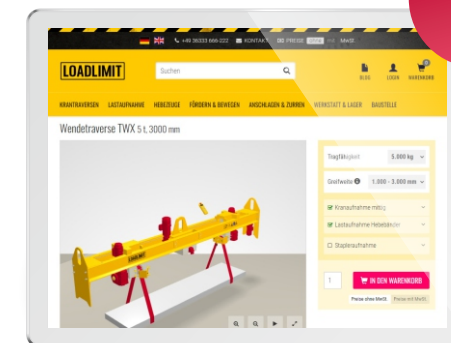 +49 36333 666-222 KONTAKT PREISE ohne MwSt.
LOADLIMIT
Suchen
0
BLOG LOGIN WARENKORB
KRANTRAVERSEN LASTAUFNAHME HEBEZEUGE FÖRDERN & BEWEGEN ANSCHLAGEN & ZURREN WERKSTATT & LAGER BAUSTELLE
Wendetraverse TWX 5 t, 3000 mm
Tragfähigkeit 5.000 kg
Greifweite 1.000 - 3.000 mm
Kranaufnahme mittig
Lastaufnahme Hebebänder
Stapleraufnahme
LOADLIMIT
1 IN DEN WARENKORB
Preise ohne MwSt. Preise mit MwSt.